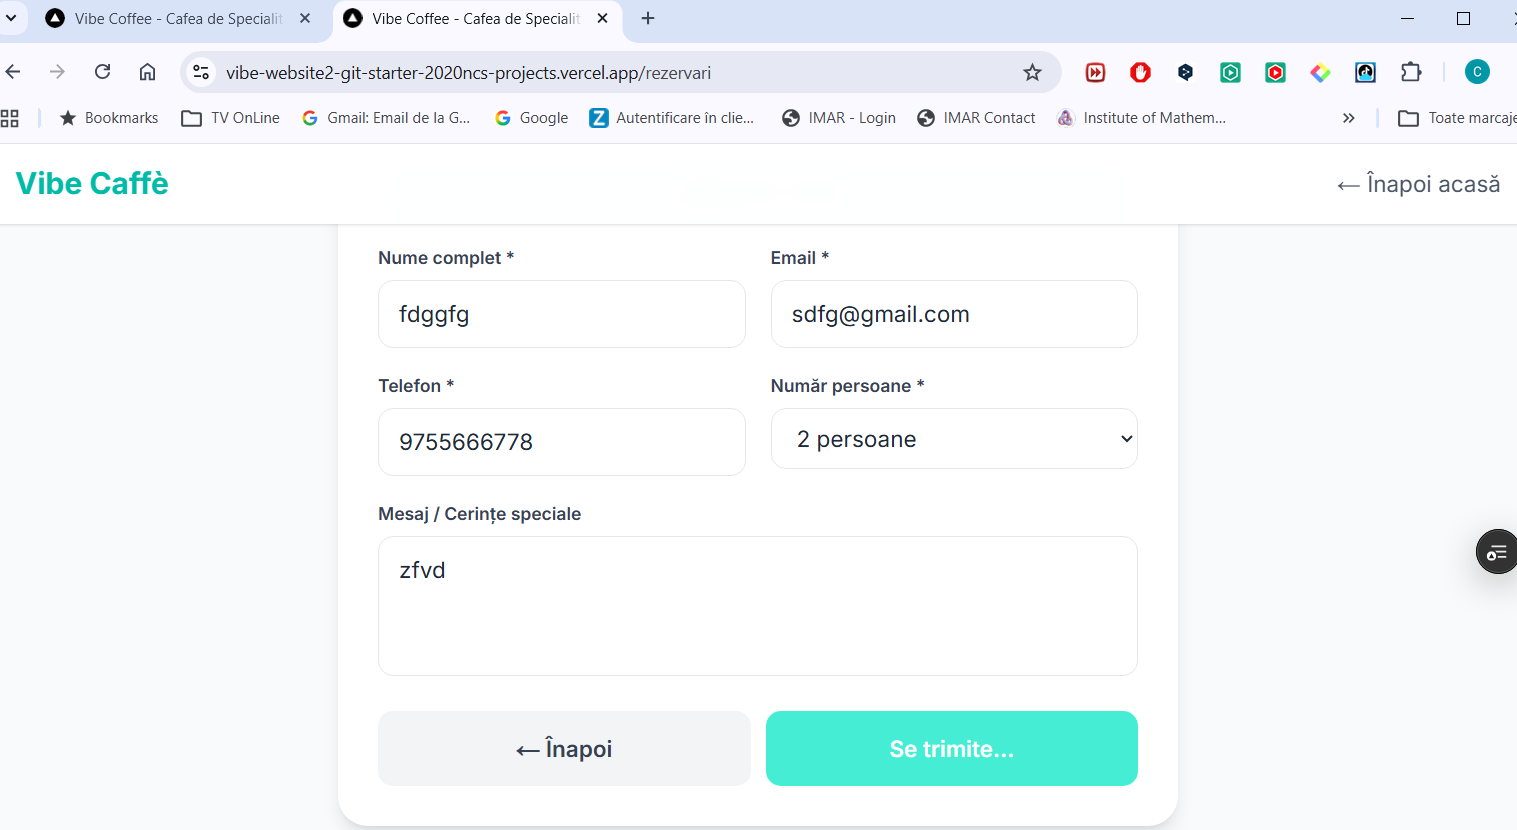 Vibe Coffee - Cafea de Specialit
Vibe Coffee - Cafea de Specialit
vibe-website2-git-starter-2020ncs-projects.vercel.app/rezervari
C
Bookmarks
TV OnLine
Gmail: Email de la G...
Google
Z
Autentificare în clie...
IMAR - Login
IMAR Contact
Institute of Mathem...
»
Toate marcaje
Vibe Caffè
← Înapoi acasă
Nume complet *
Email *
fdggfg
sdfg@gmail.com
Telefon *
Număr persoane *
9755666778
2 persoane
Mesaj / Cerințe speciale
zfvd
← Înapoi
Se trimite...